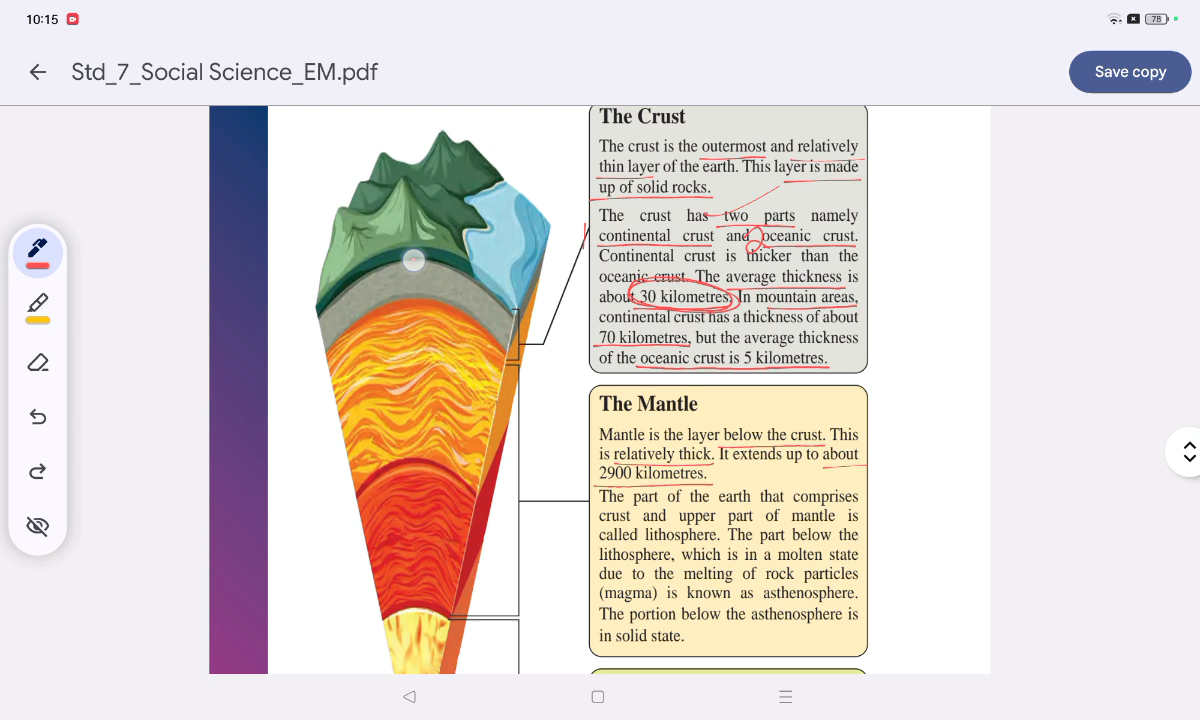 10:15
78
Std_7_Social Science_EM.pdf
Save copy
The Crust
The crust is the outermost and relatively
thin layer of the earth. This layer is made
up of solid rocks.
The crust has two parts namely
continental crust and oceanic crust.
Continental crust is thicker than the
oceanic crust. The average thickness is
about 30 kilometres. In mountain areas,
continental crust has a thickness of about
70 kilometres, but the average thickness
of the oceanic crust is 5 kilometres.
The Mantle
Mantle is the layer below the crust. This
is relatively thick. It extends up to about
2900 kilometres.
The part of the earth that comprises
crust and upper part of mantle is
called lithosphere. The part below the
lithosphere, which is in a molten state
due to the melting of rock particles
(magma) is known as asthenosphere.
The portion below the asthenosphere is
in solid state.